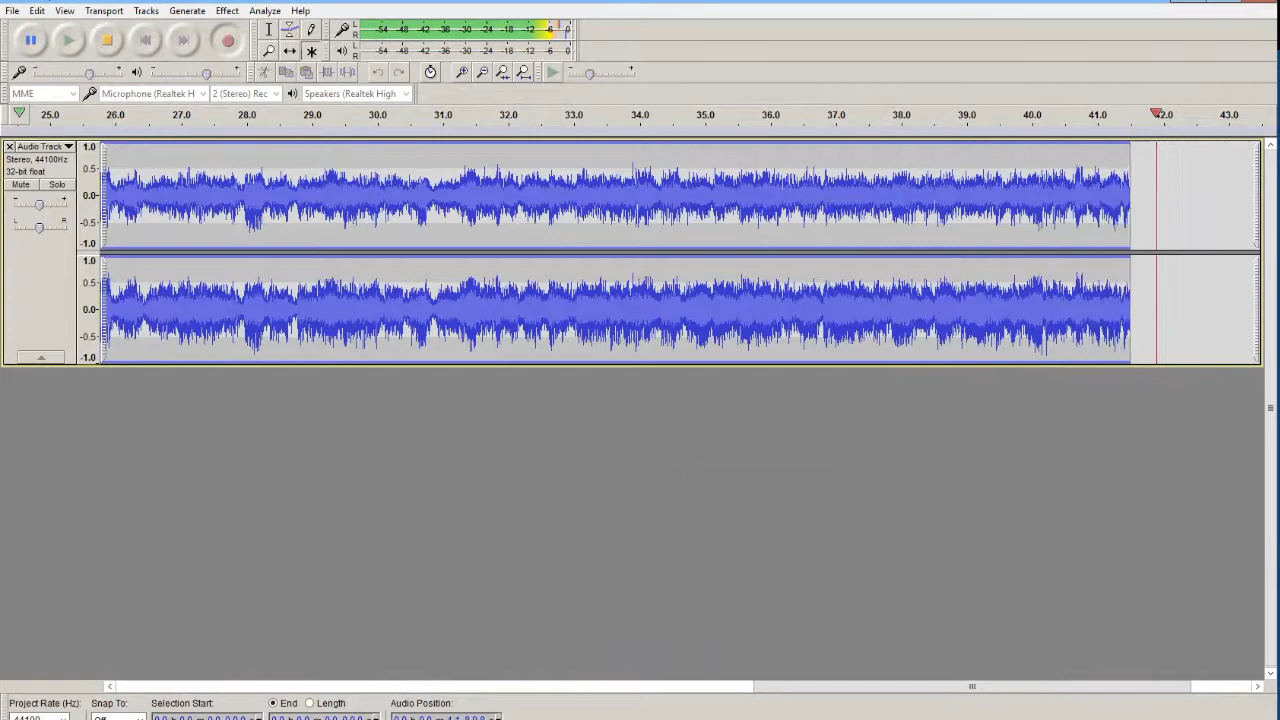 File Edit View Transport Tracks Generate Effect Analyze Help
L R -54 -48 -42 -36 -30 -24 -18 -12 -6 0
L R -54 -48 -42 -36 -30 -24 -18 -12 -6 0
MME Microphone (Realtek H 2 (Stereo) Rec Speakers (Realtek High
25.0 26.0 27.0 28.0 29.0 30.0 31.0 32.0 33.0 34.0 35.0 36.0 37.0 38.0 39.0 40.0 41.0 42.0 43.0
Audio Track 1.0
Stereo, 44100Hz
32-bit float 0.5
Mute Solo
- + 0.0
L R -0.5
-1.0
1.0
0.5
0.0
-0.5
-1.0
Project Rate (Hz): Snap To: Selection Start: End Length Audio Position:
44100 Off